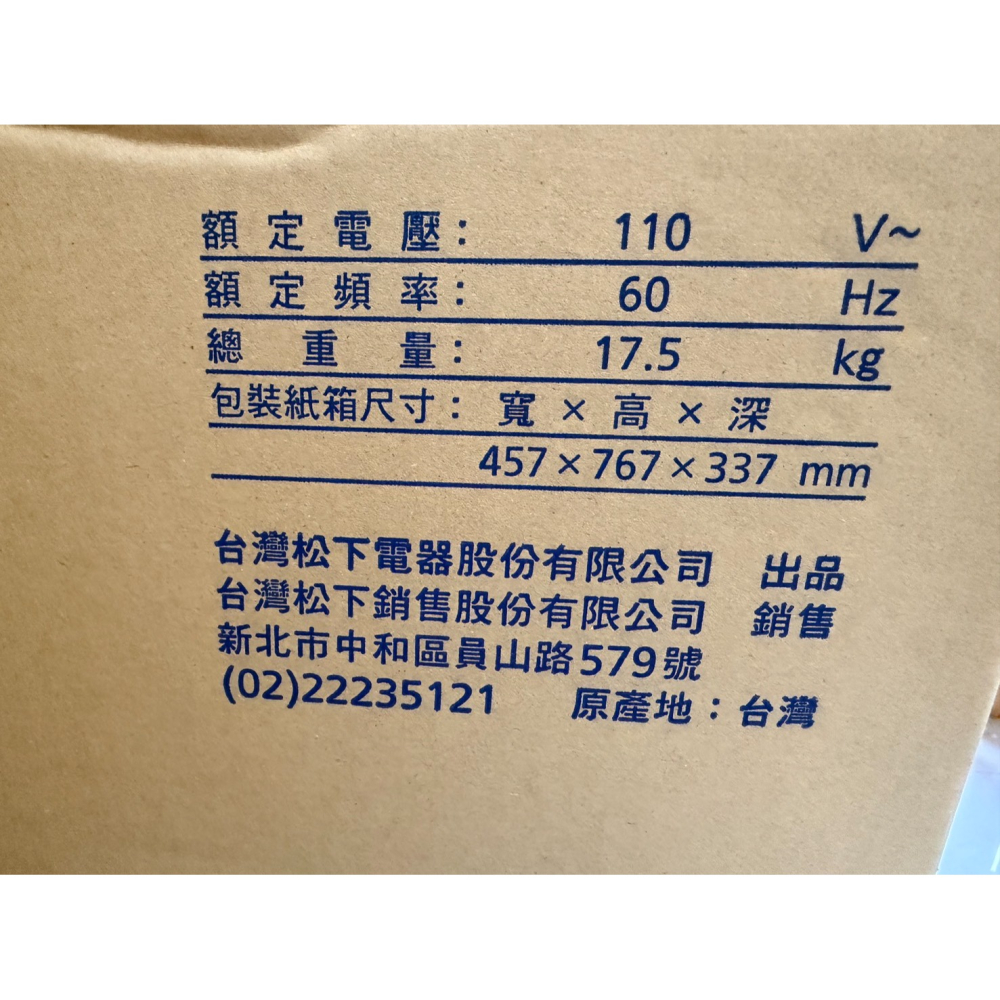 額定電壓： 110 V~
額定頻率： 60 Hz
總重量： 17.5 kg
包裝紙箱尺寸： 寬 × 高 × 深
457 × 767 × 337 mm
台灣松下電器股份有限公司 出品
台灣松下銷售股份有限公司 銷售
新北市中和區員山路579號
(02)22235121 原產地：台灣